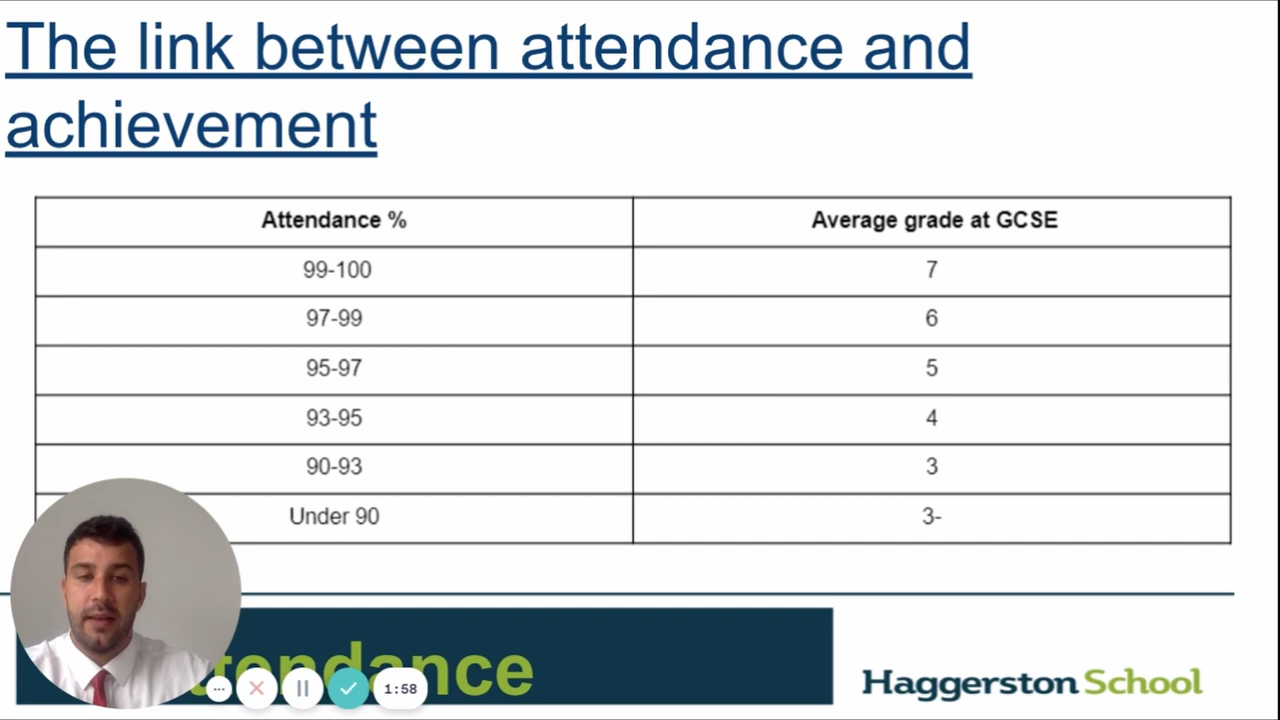 The link between attendance and
achievement
Attendance % Average grade at GCSE
99-100 7
97-99 6
95-97 5
93-95 4
90-93 3
Under 90 3-
tendance
1:58
Haggerston School